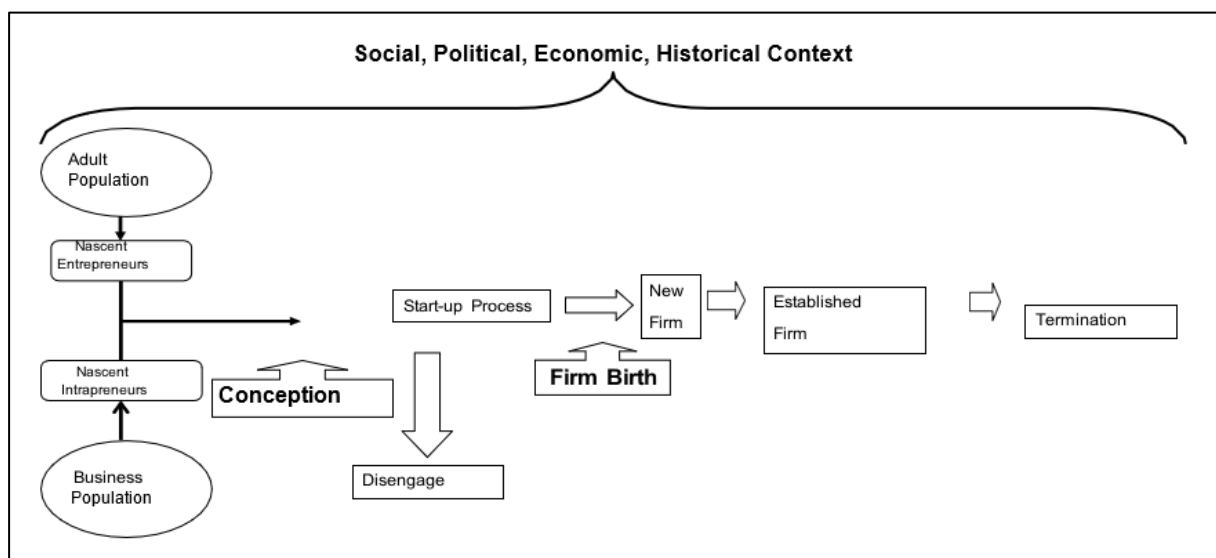 Social, Political, Economic, Historical Context
Adult
Population
Nascent
Entrepreneurs
Nascent
Intrapreneurs
Business
Population
Conception
Start-up Process
Disengage
New
Firm
Firm Birth
Established
Firm
Termination